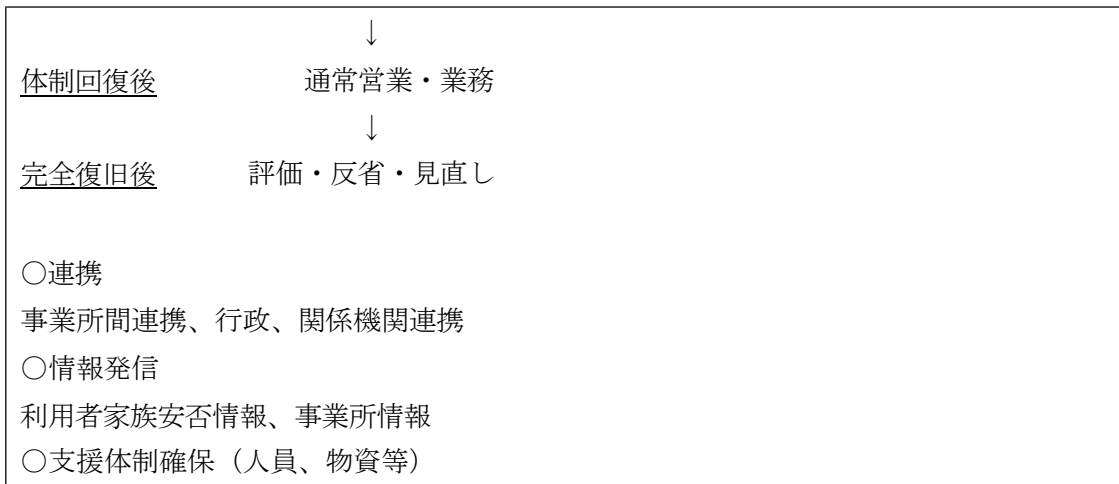 ↓
体制回復後 通常営業・業務
↓
完全復旧後 評価・反省・見直し
○連携
事業所間連携、行政、関係機関連携
○情報発信
利用者家族安否情報、事業所情報
○支援体制確保（人員、物資等）